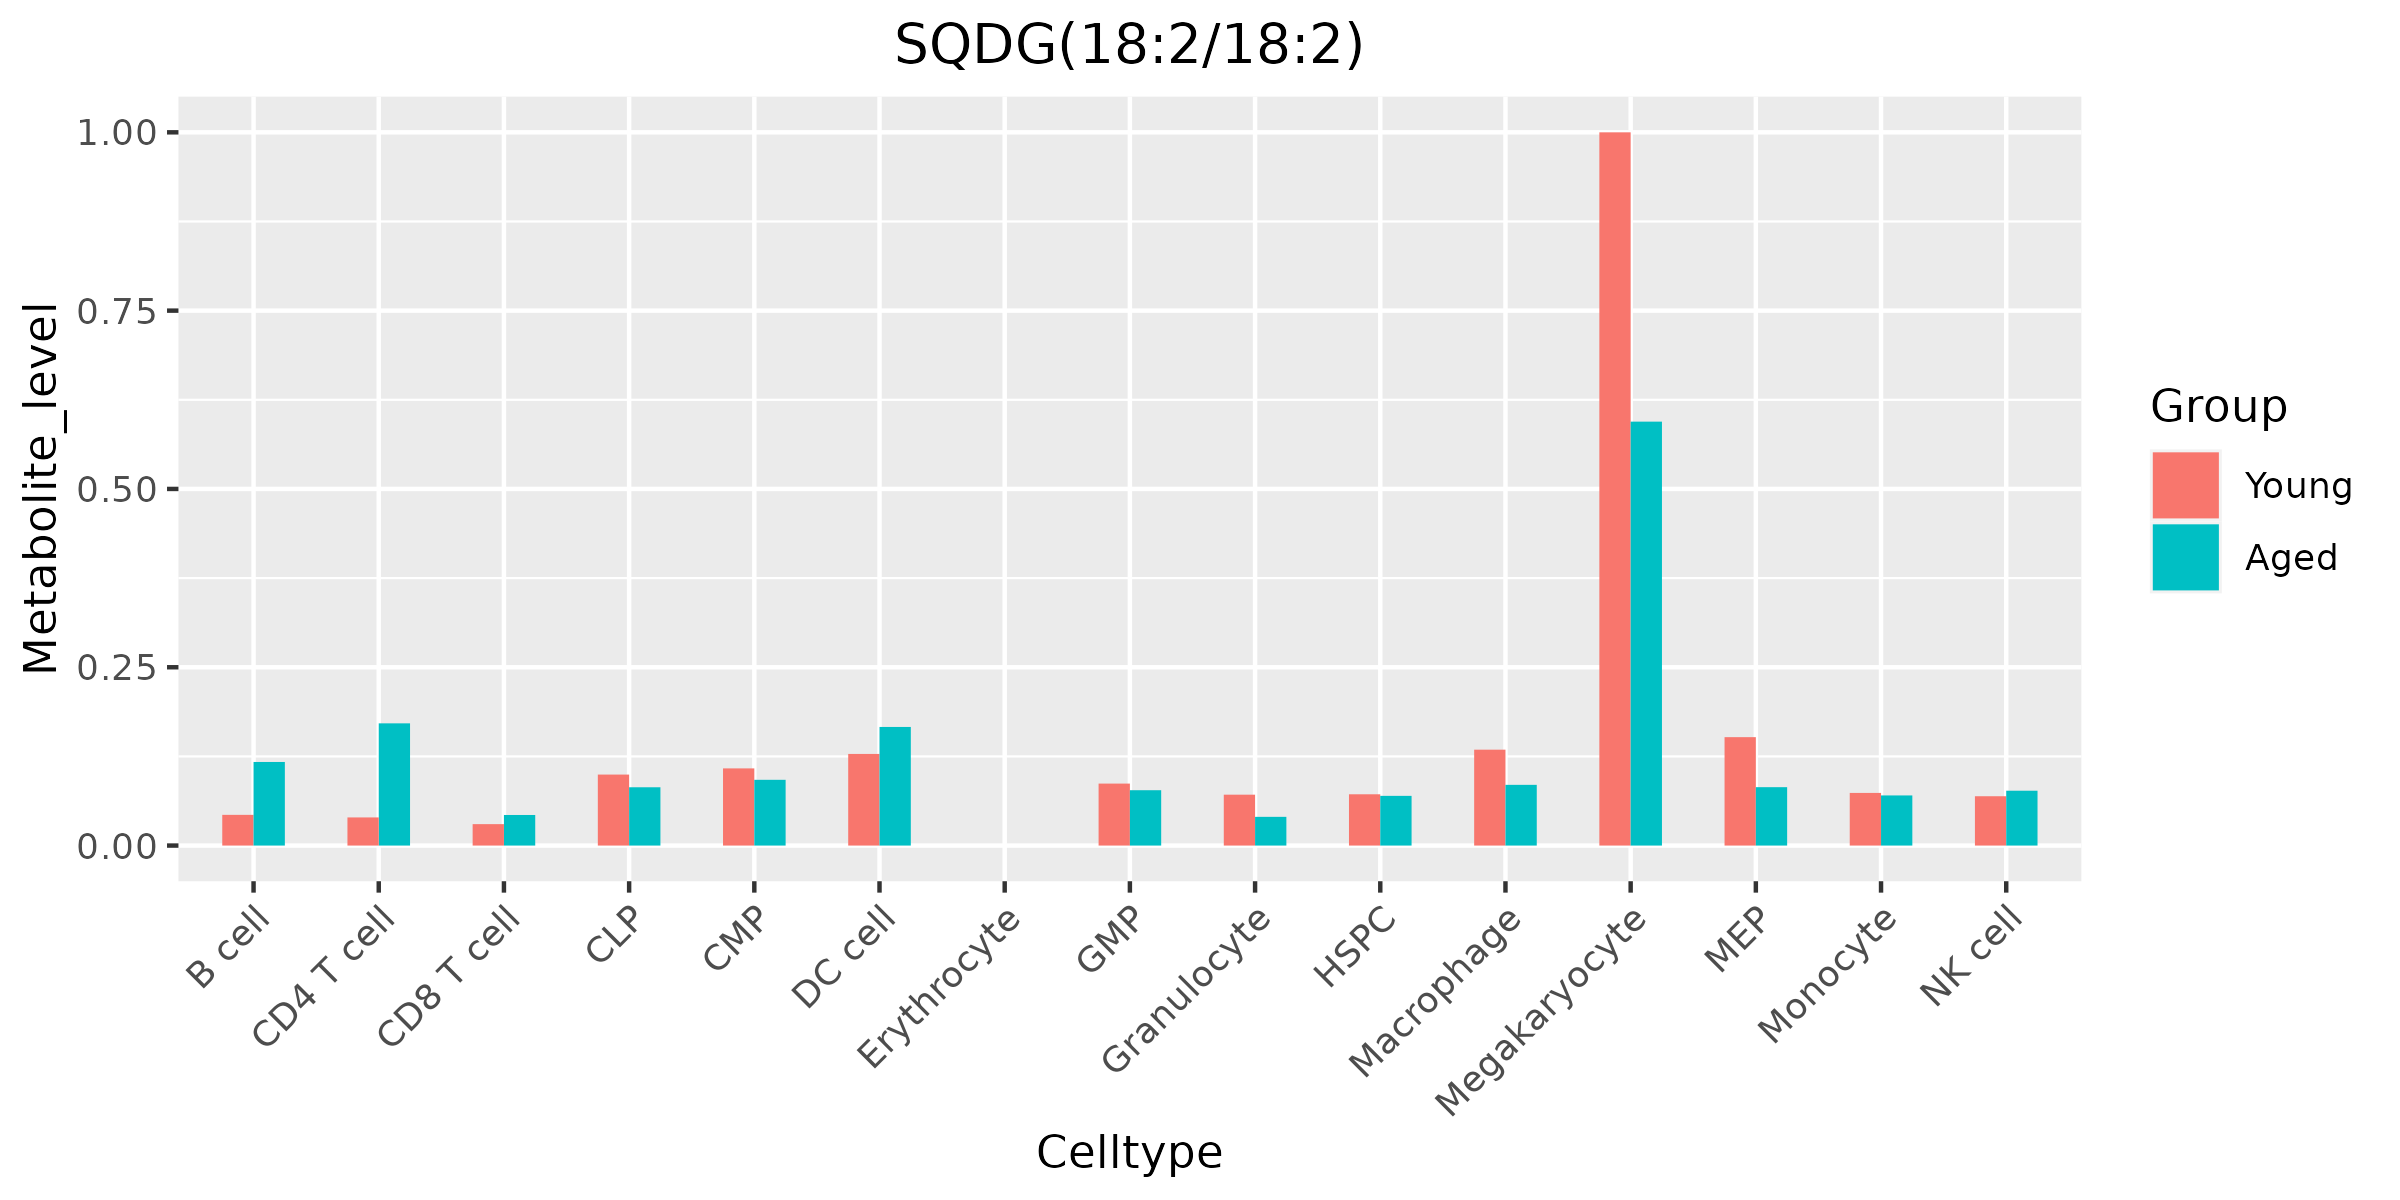 SQDG(18:2/18:2)
Metabolite_level
1.00
0.75
0.50
0.25
0.00
B cell
CD4 T cell
CD8 T cell
CLP
CMP
DC cell
Erythrocyte
GMP
Granulocyte
HSPC
Macrophage
Megakaryocyte
MEP
Monocyte
NK cell
Celltype
Group
Young
Aged